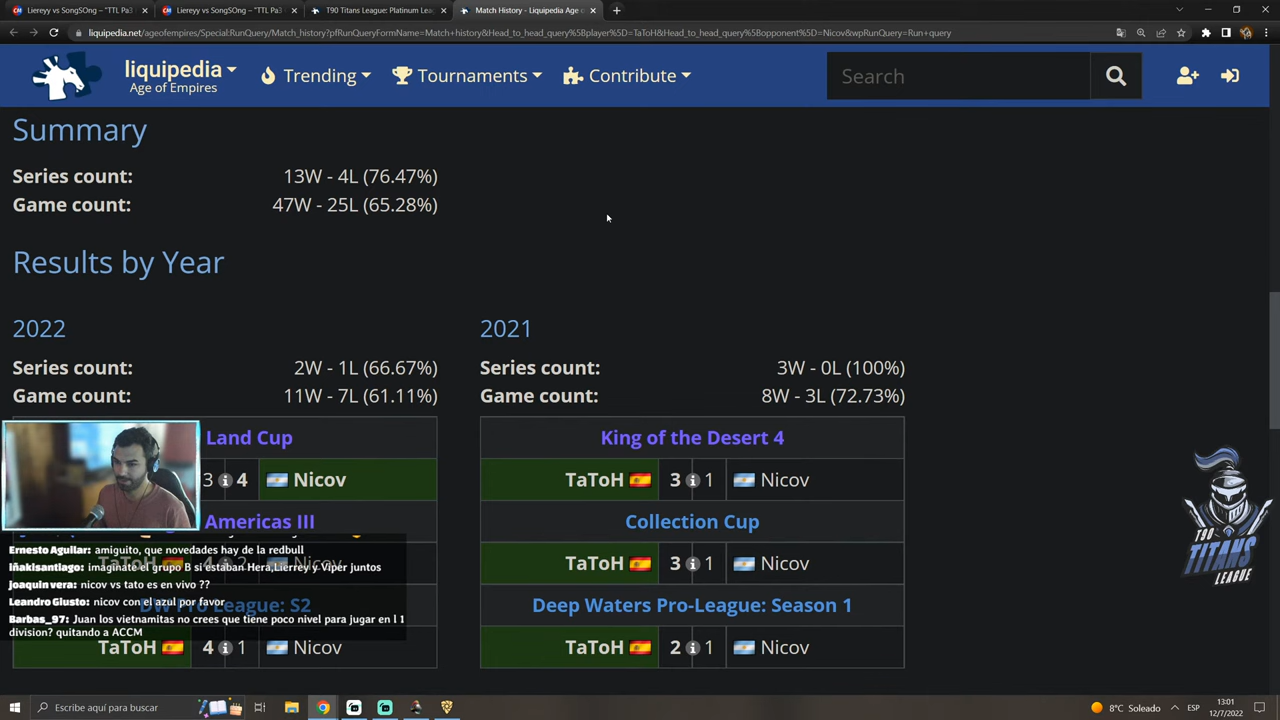 Liereyy vs SongSOng – "TTL Pa3
Liereyy vs SongSOng – "TTL Pa3
T90 Titans League: Platinum Lea
Match History - Liquipedia Age o
liquipedia.net/ageofempires/Special:RunQuery/Match_history?pfRunQueryFormName=Match+history&Head_to_head_query%5Bplayer%5D=TaToH&Head_to_head_query%5Bopponent%5D=Nicov&wpRunQuery=Run+query
liquipedia
Age of Empires
Trending
Tournaments
Contribute
Search
Summary
Series count: 13W - 4L (76.47%)
Game count: 47W - 25L (65.28%)
Results by Year
2022
Series count: 2W - 1L (66.67%)
Game count: 11W - 7L (61.11%)
Land Cup
3 4 Nicov
Americas III
Nicov
Pro League: S2
TaToH 4 1 Nicov
2021
Series count: 3W - 0L (100%)
Game count: 8W - 3L (72.73%)
King of the Desert 4
TaToH 3 1 Nicov
Collection Cup
TaToH 3 1 Nicov
Deep Waters Pro-League: Season 1
TaToH 2 1 Nicov
Ernesto Aguilar: amiguito, que novedades hay de la redbull
Iñakisantiago: imaginate el grupo B si estaban Hera,Lierrey y Viper juntos
joaquin vera: nicov vs tato es en vivo ??
Leandro Giusto: nicov con el azul por favor
Barbas_97: Juan los vietnamitas no crees que tiene poco nivel para jugar en l 1
division? quitando a ACCM
T90
TITANS
LEAGUE
Escribe aquí para buscar
8°C Soleado
ESP
13:01
12/7/2022